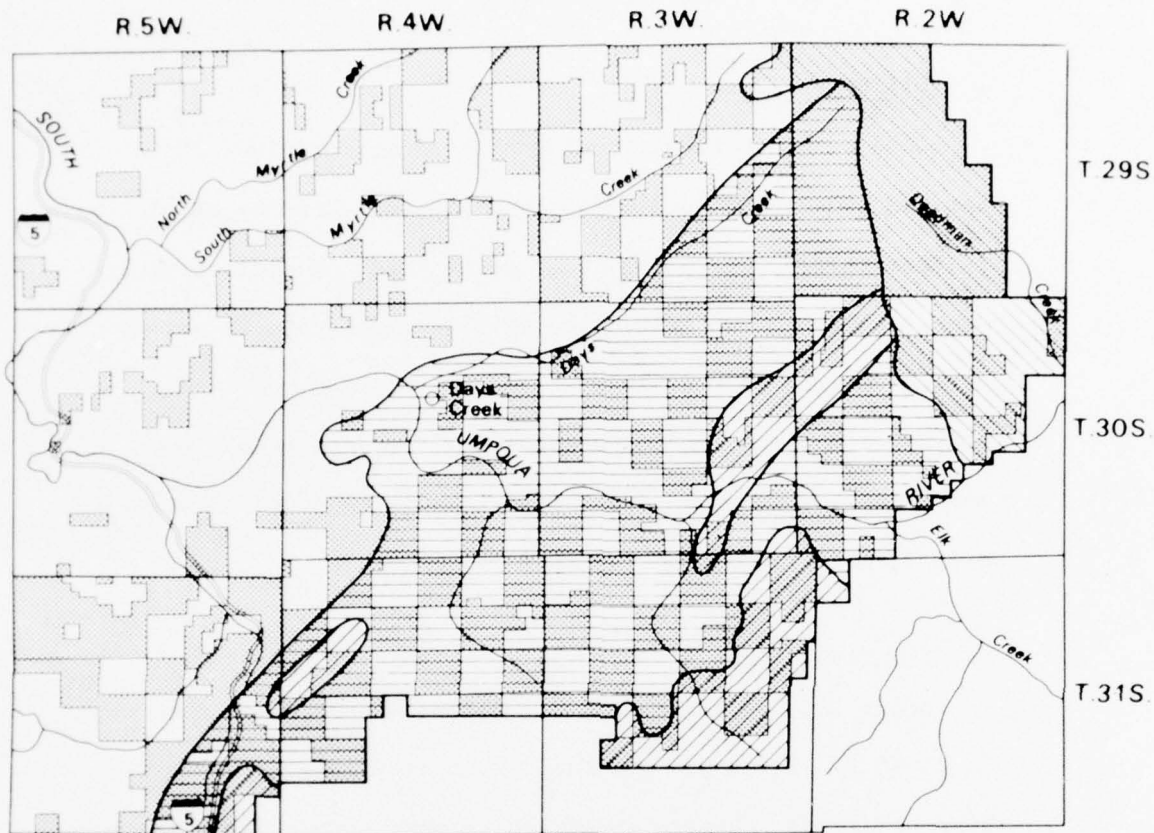 R.5W. R.4W. R.3W. R.2W.
SOUTH
North Myrtle Creek
T.29S.
5
South Myrtle Creek
Creek
Deadman Creek
Days
Days
Creek
UMPQUA
T.30S.
RIVER
Elk Creek
T.31S.
5